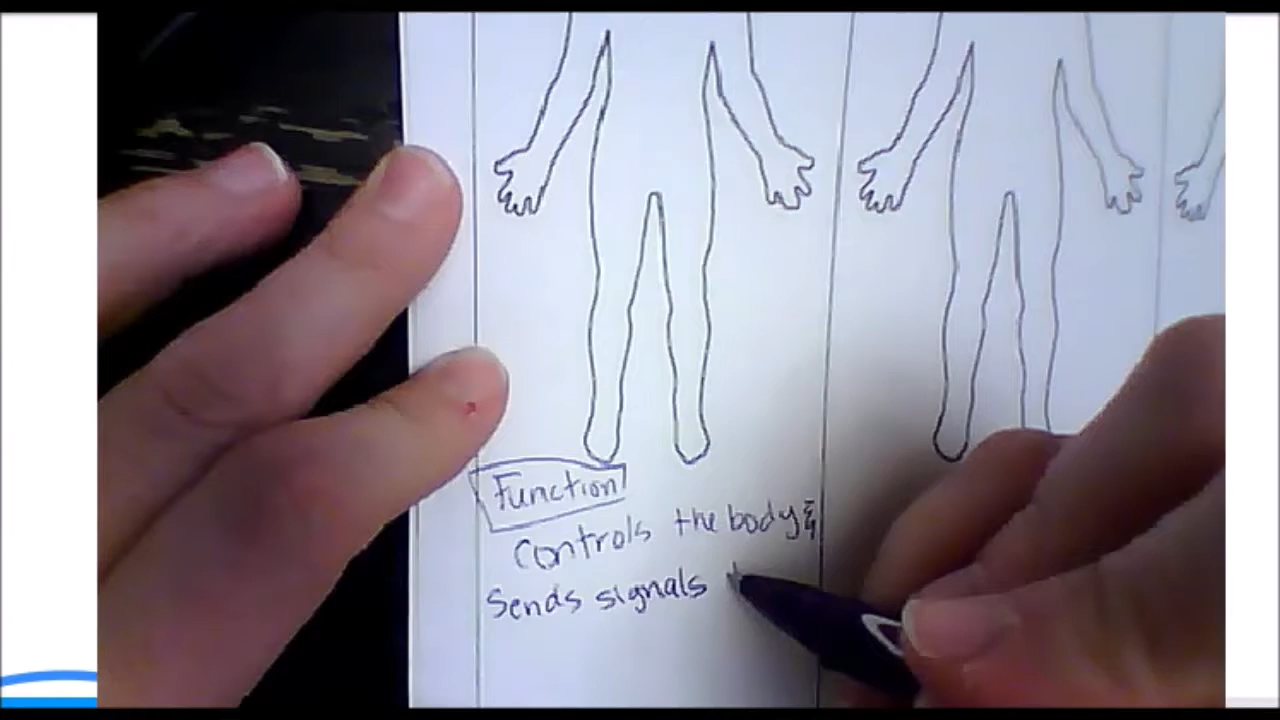 Function
controls the body &
Sends signals